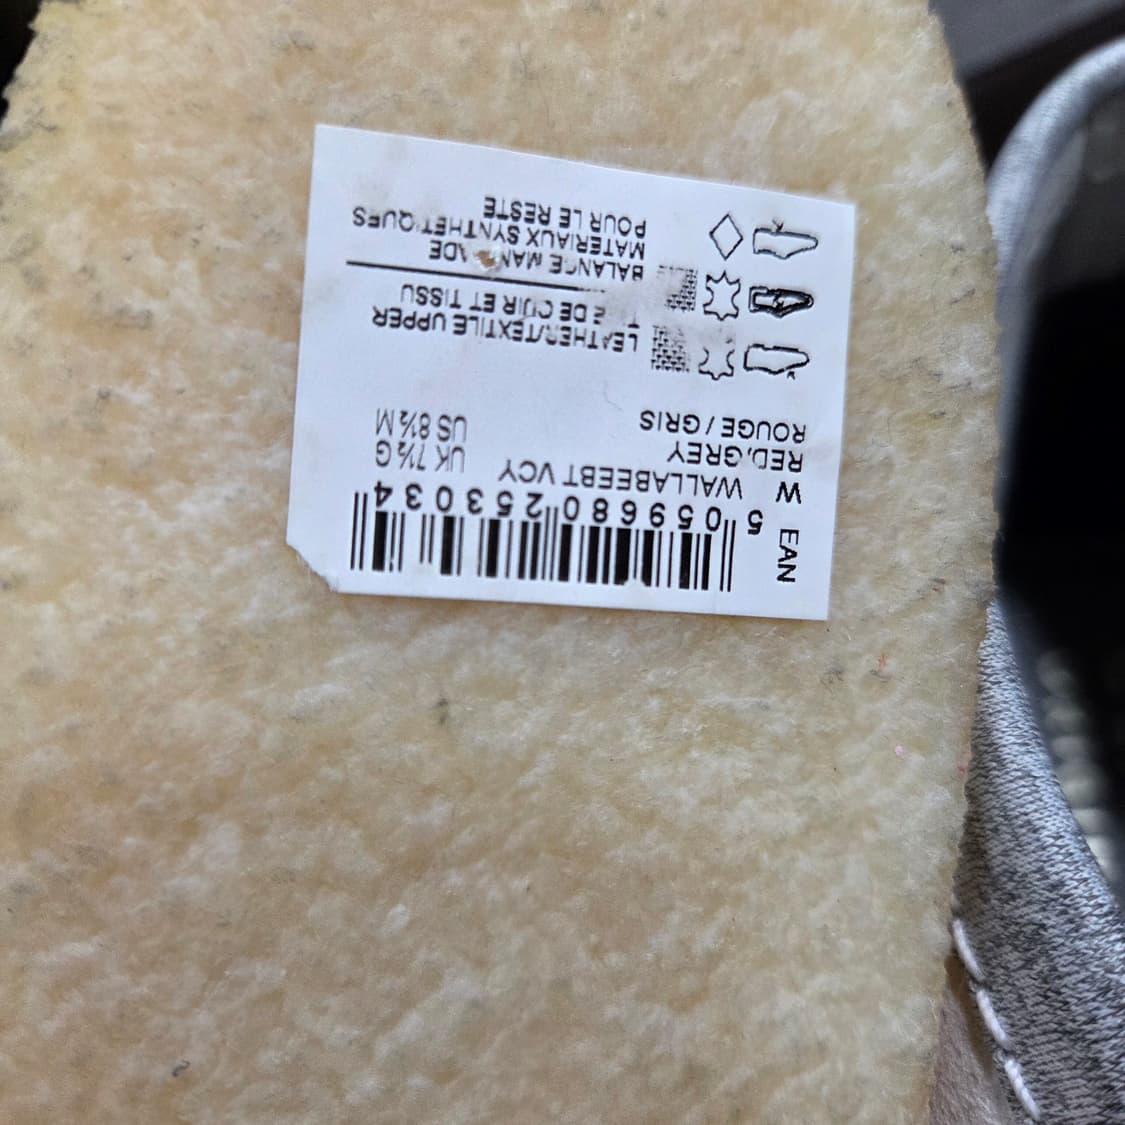 EAN
5 059680 253034
W WALLABEEBT VCY UK 7½ G
RED,GREY US 8½ M
ROUGE / GRIS
LEATHER/TEXTILE UPPER
DE CUIR ET TISSU
BALANCE MAN
MATERIAUX SYNTHETIQUES
POUR LE RESTE